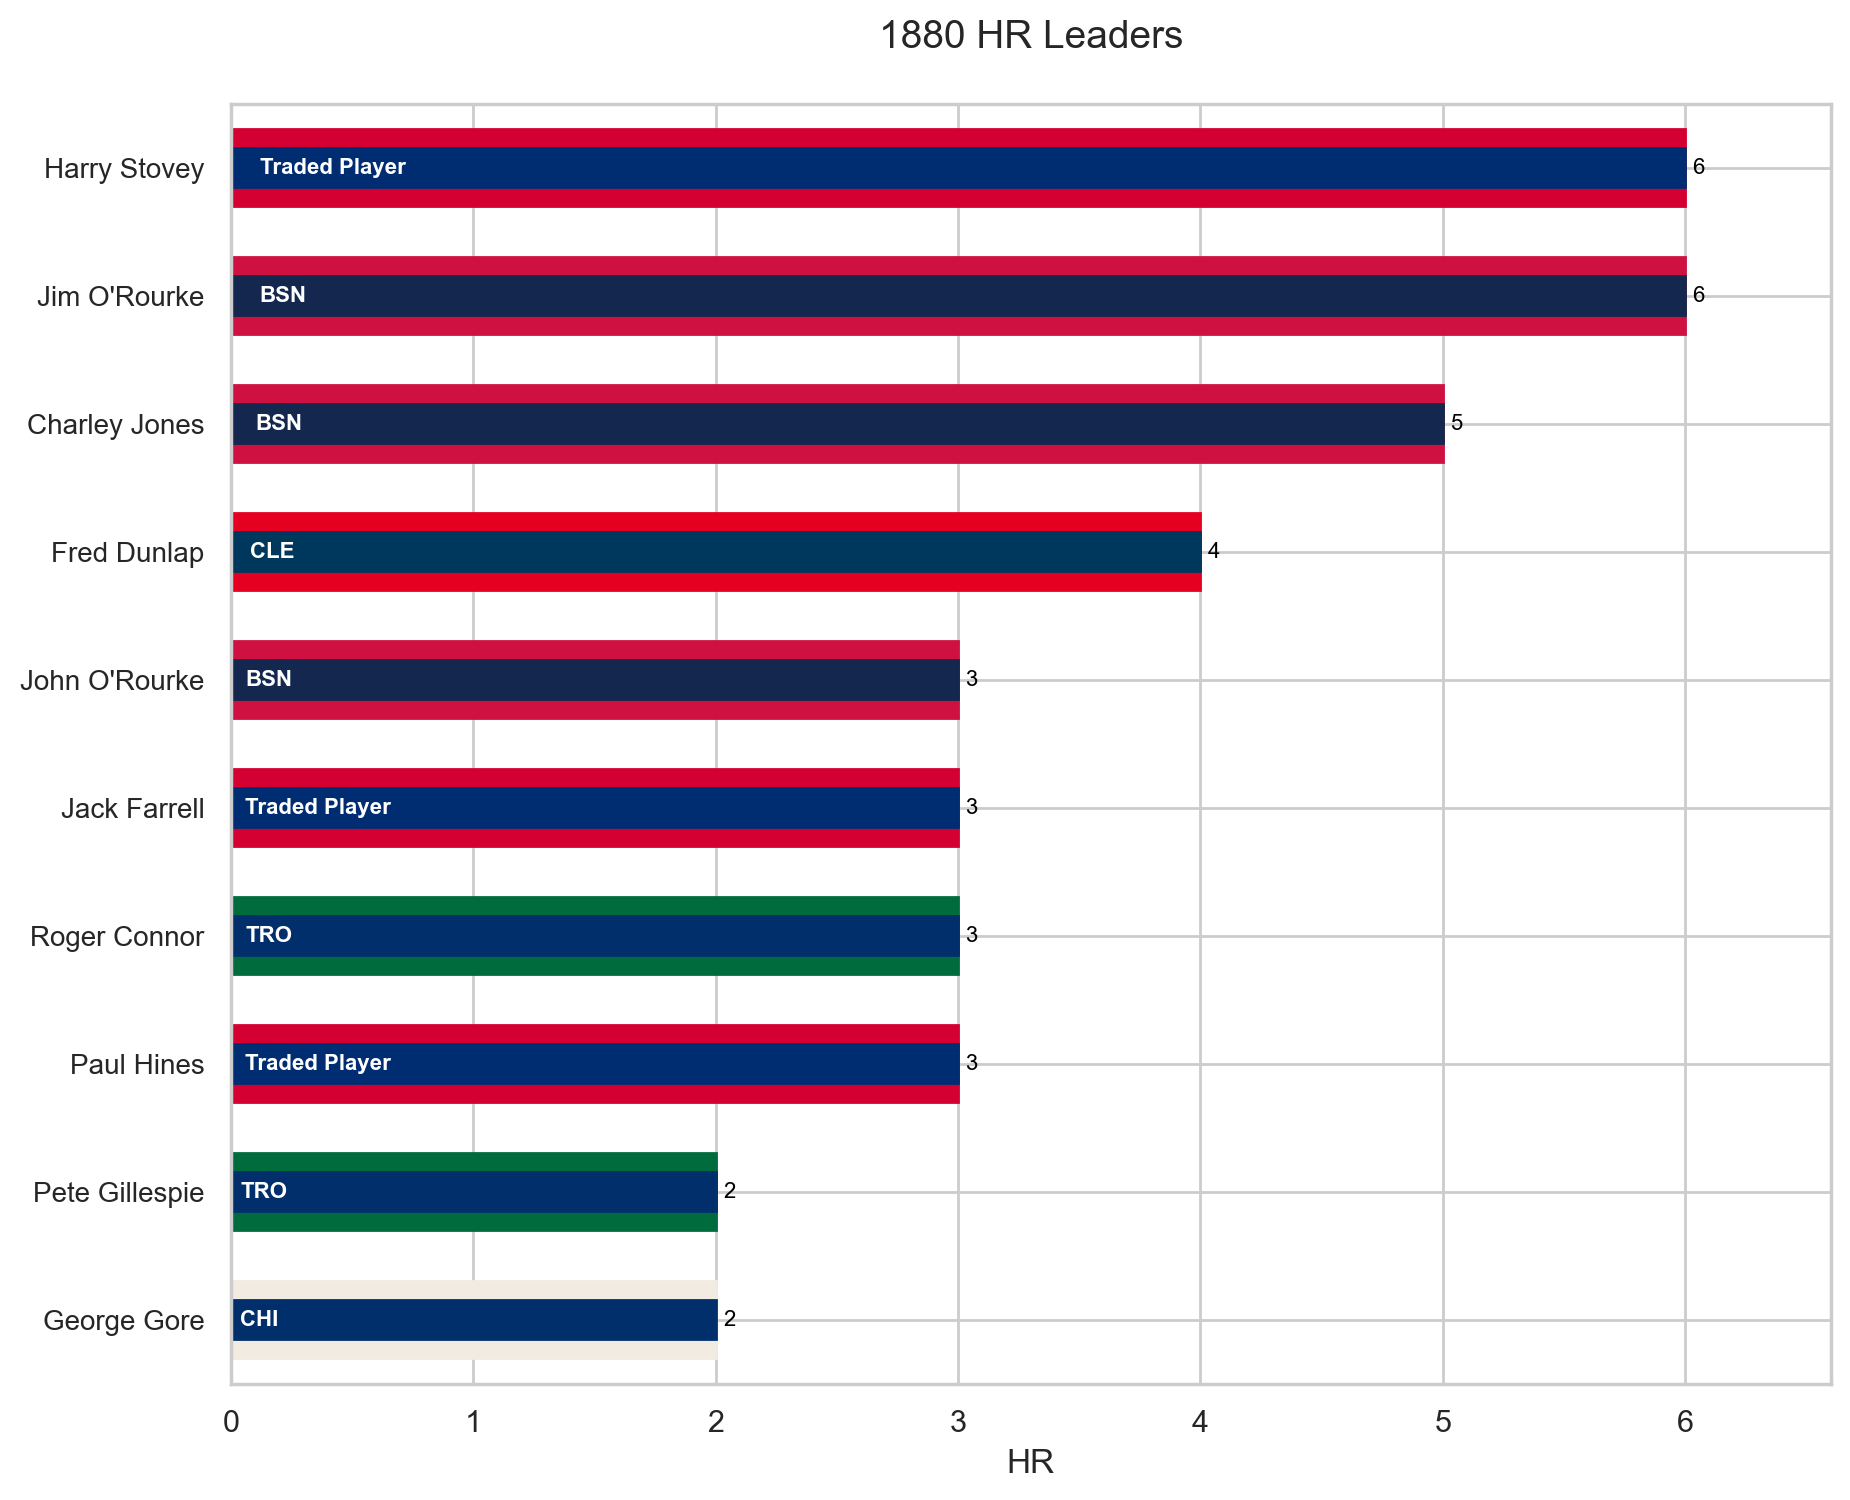 1880 HR Leaders
Harry Stovey
Traded Player
6
Jim O'Rourke
BSN
6
Charley Jones
BSN
5
Fred Dunlap
CLE
4
John O'Rourke
BSN
3
Jack Farrell
Traded Player
3
Roger Connor
TRO
3
Paul Hines
Traded Player
3
Pete Gillespie
TRO
2
George Gore
CHI
2
0 1 2 3 4 5 6
HR